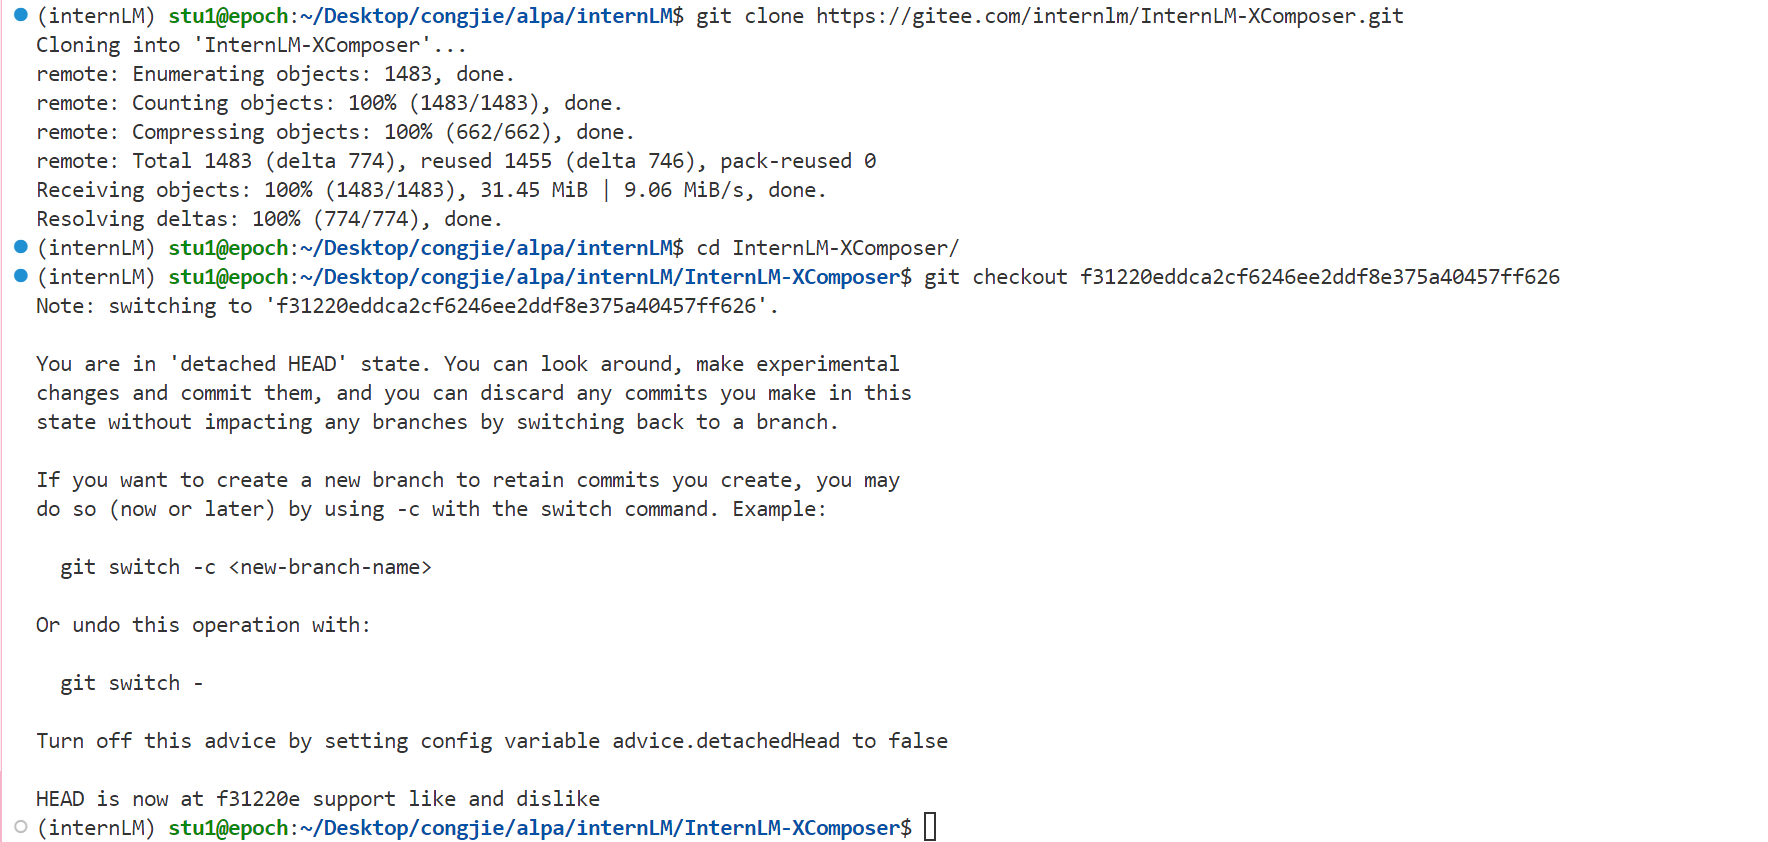 (internLM) stu1@epoch:~/Desktop/congjie/alpa/internLM$ git clone https://gitee.com/internlm/InternLM-XComposer.git
Cloning into 'InternLM-XComposer'...
remote: Enumerating objects: 1483, done.
remote: Counting objects: 100% (1483/1483), done.
remote: Compressing objects: 100% (662/662), done.
remote: Total 1483 (delta 774), reused 1455 (delta 746), pack-reused 0
Receiving objects: 100% (1483/1483), 31.45 MiB | 9.06 MiB/s, done.
Resolving deltas: 100% (774/774), done.
(internLM) stu1@epoch:~/Desktop/congjie/alpa/internLM$ cd InternLM-XComposer/
(internLM) stu1@epoch:~/Desktop/congjie/alpa/internLM/InternLM-XComposer$ git checkout f31220eddca2cf6246ee2ddf8e375a40457ff626
Note: switching to 'f31220eddca2cf6246ee2ddf8e375a40457ff626'.

You are in 'detached HEAD' state. You can look around, make experimental
changes and commit them, and you can discard any commits you make in this
state without impacting any branches by switching back to a branch.

If you want to create a new branch to retain commits you create, you may
do so (now or later) by using -c with the switch command. Example:

  git switch -c <new-branch-name>

Or undo this operation with:

  git switch -

Turn off this advice by setting config variable advice.detachedHead to false

HEAD is now at f31220e support like and dislike
(internLM) stu1@epoch:~/Desktop/congjie/alpa/internLM/InternLM-XComposer$